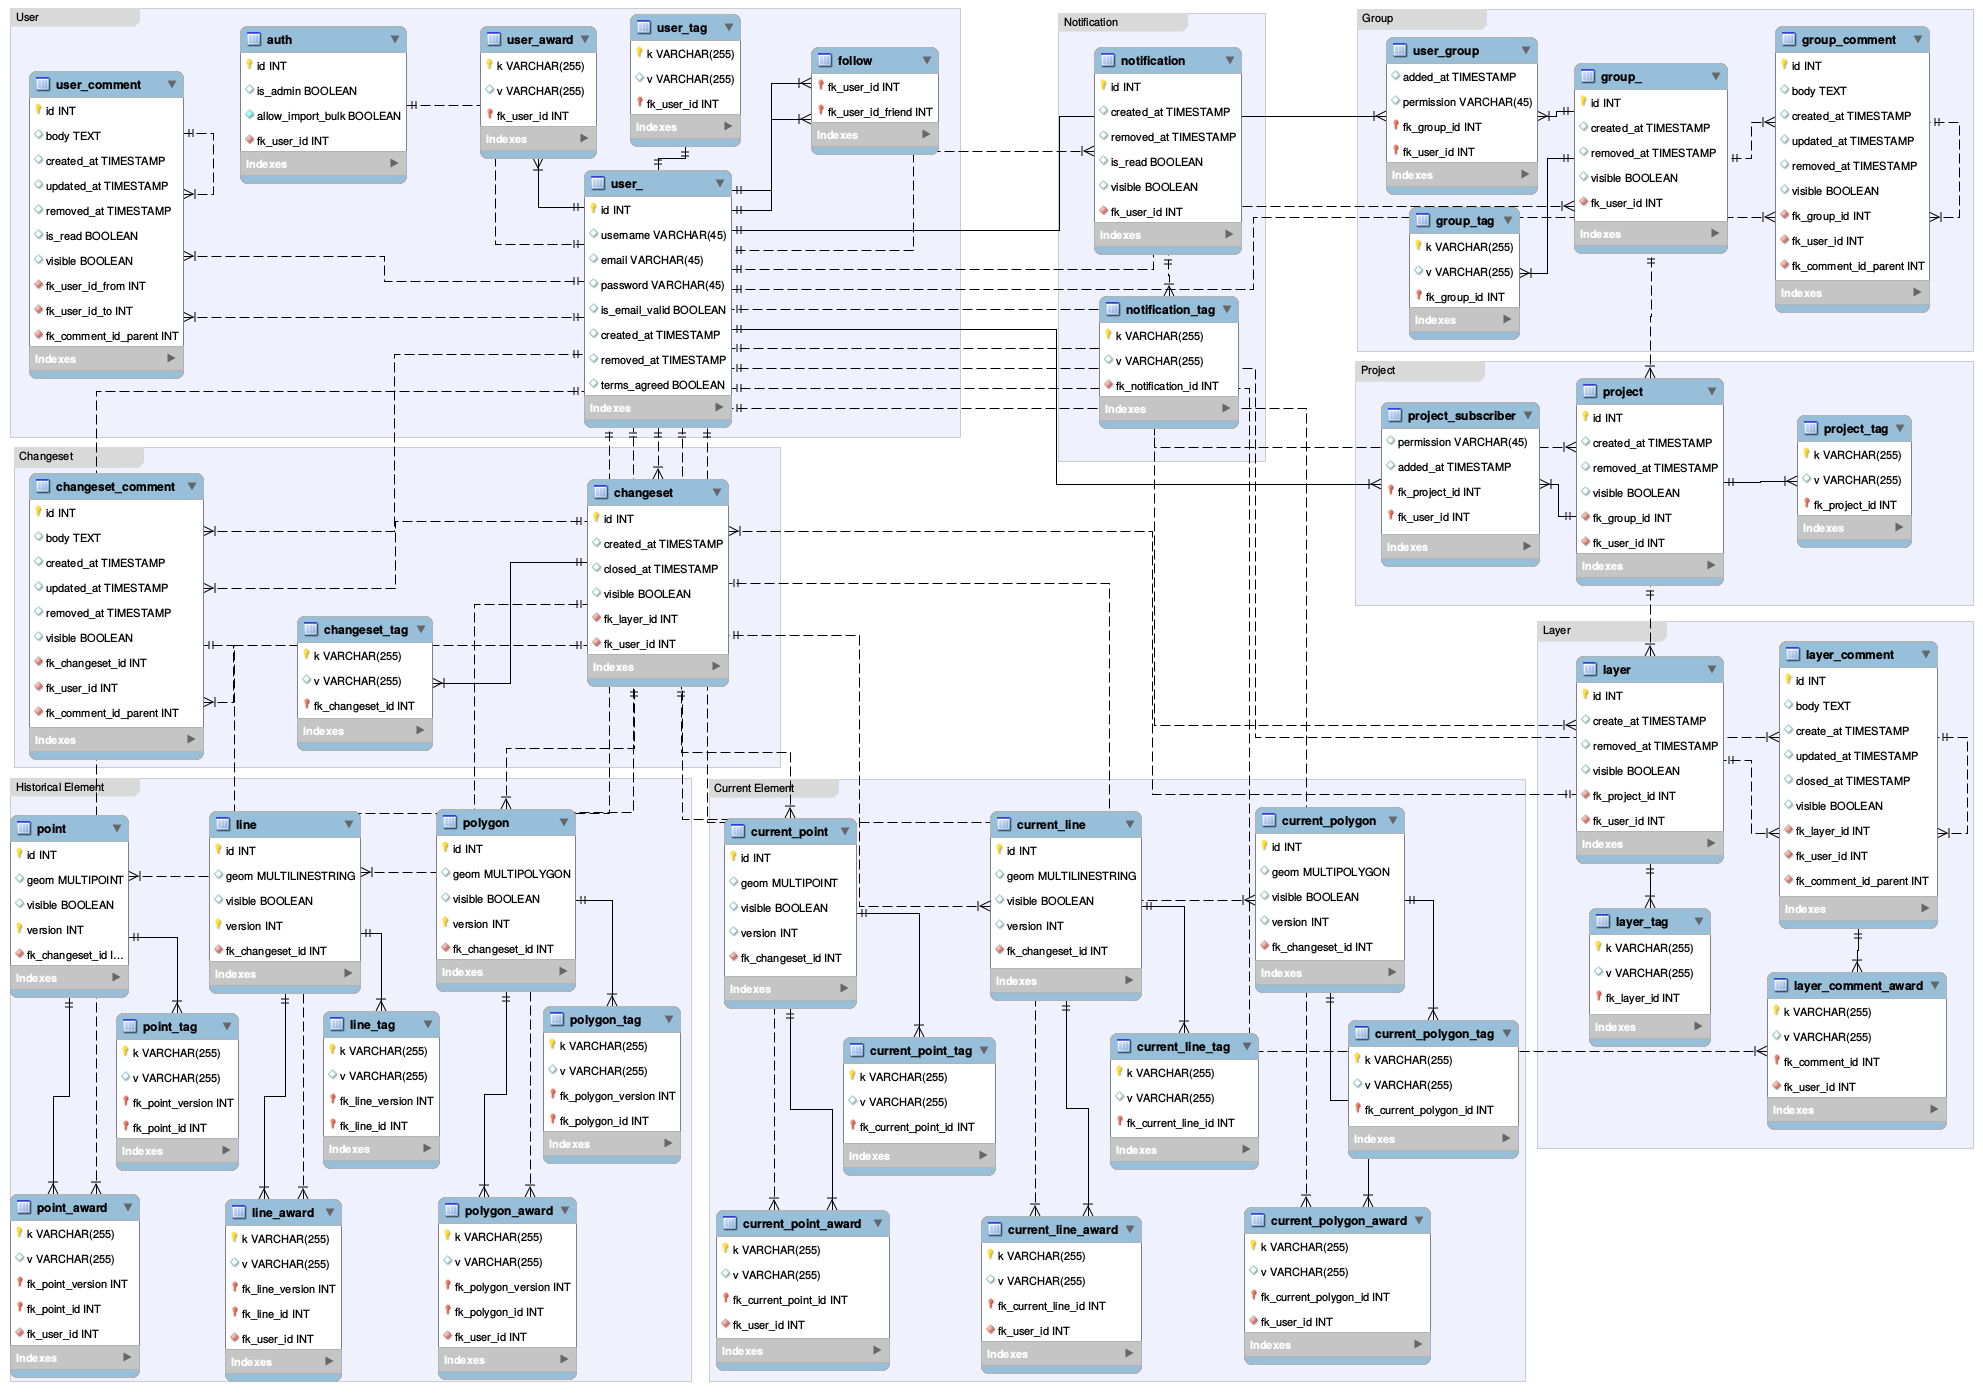 User
user_comment
id INT
body TEXT
created_at TIMESTAMP
updated_at TIMESTAMP
removed_at TIMESTAMP
is_read BOOLEAN
visible BOOLEAN
fk_user_id_from INT
fk_user_id_to INT
fk_comment_id_parent INT
Indexes
auth
id INT
is_admin BOOLEAN
allow_import_bulk BOOLEAN
fk_user_id INT
Indexes
user_award
k VARCHAR(255)
v VARCHAR(255)
fk_user_id INT
Indexes
user_tag
k VARCHAR(255)
v VARCHAR(255)
fk_user_id INT
Indexes
follow
fk_user_id INT
fk_user_id_friend INT
Indexes
user_
id INT
username VARCHAR(45)
email VARCHAR(45)
password VARCHAR(45)
is_email_valid BOOLEAN
created_at TIMESTAMP
removed_at TIMESTAMP
terms_agreed BOOLEAN
Indexes
Notification
notification
id INT
created_at TIMESTAMP
removed_at TIMESTAMP
is_read BOOLEAN
visible BOOLEAN
fk_user_id INT
Indexes
notification_tag
k VARCHAR(255)
v VARCHAR(255)
fk_notification_id INT
Indexes
Group
user_group
added_at TIMESTAMP
permission VARCHAR(45)
fk_group_id INT
fk_user_id INT
Indexes
group_
id INT
created_at TIMESTAMP
removed_at TIMESTAMP
visible BOOLEAN
fk_user_id INT
Indexes
group_comment
id INT
body TEXT
created_at TIMESTAMP
updated_at TIMESTAMP
removed_at TIMESTAMP
visible BOOLEAN
fk_group_id INT
fk_user_id INT
fk_comment_id_parent INT
Indexes
group_tag
k VARCHAR(255)
v VARCHAR(255)
fk_group_id INT
Indexes
Project
project_subscriber
permission VARCHAR(45)
added_at TIMESTAMP
fk_project_id INT
fk_user_id INT
Indexes
project
id INT
created_at TIMESTAMP
removed_at TIMESTAMP
visible BOOLEAN
fk_group_id INT
fk_user_id INT
Indexes
project_tag
k VARCHAR(255)
v VARCHAR(255)
fk_project_id INT
Indexes
Changeset
changeset_comment
id INT
body TEXT
created_at TIMESTAMP
updated_at TIMESTAMP
removed_at TIMESTAMP
visible BOOLEAN
fk_changeset_id INT
fk_user_id INT
fk_comment_id_parent INT
Indexes
changeset_tag
k VARCHAR(255)
v VARCHAR(255)
fk_changeset_id INT
Indexes
changeset
id INT
created_at TIMESTAMP
closed_at TIMESTAMP
visible BOOLEAN
fk_layer_id INT
fk_user_id INT
Indexes
Layer
layer
id INT
create_at TIMESTAMP
removed_at TIMESTAMP
visible BOOLEAN
fk_project_id INT
fk_user_id INT
Indexes
layer_comment
id INT
body TEXT
create_at TIMESTAMP
updated_at TIMESTAMP
closed_at TIMESTAMP
visible BOOLEAN
fk_layer_id INT
fk_user_id INT
fk_comment_id_parent INT
Indexes
layer_tag
k VARCHAR(255)
v VARCHAR(255)
fk_layer_id INT
Indexes
layer_comment_award
k VARCHAR(255)
v VARCHAR(255)
fk_comment_id INT
fk_user_id INT
Indexes
Historical Element
point
id INT
geom MULTIPOINT
visible BOOLEAN
version INT
fk_changeset_id I...
Indexes
line
id INT
geom MULTILINESTRING
visible BOOLEAN
version INT
fk_changeset_id INT
Indexes
polygon
id INT
geom MULTIPOLYGON
visible BOOLEAN
version INT
fk_changeset_id INT
Indexes
point_tag
k VARCHAR(255)
v VARCHAR(255)
fk_point_version INT
fk_point_id INT
Indexes
line_tag
k VARCHAR(255)
v VARCHAR(255)
fk_line_version INT
fk_line_id INT
Indexes
polygon_tag
k VARCHAR(255)
v VARCHAR(255)
fk_polygon_version INT
fk_polygon_id INT
Indexes
point_award
k VARCHAR(255)
v VARCHAR(255)
fk_point_version INT
fk_point_id INT
fk_user_id INT
Indexes
line_award
k VARCHAR(255)
v VARCHAR(255)
fk_line_version INT
fk_line_id INT
fk_user_id INT
Indexes
polygon_award
k VARCHAR(255)
v VARCHAR(255)
fk_polygon_version INT
fk_polygon_id INT
fk_user_id INT
Indexes
Current Element
current_point
id INT
geom MULTIPOINT
visible BOOLEAN
version INT
fk_changeset_id INT
Indexes
current_line
id INT
geom MULTILINESTRING
visible BOOLEAN
version INT
fk_changeset_id INT
Indexes
current_polygon
id INT
geom MULTIPOLYGON
visible BOOLEAN
version INT
fk_changeset_id INT
Indexes
current_point_tag
k VARCHAR(255)
v VARCHAR(255)
fk_current_point_id INT
Indexes
current_line_tag
k VARCHAR(255)
v VARCHAR(255)
fk_current_line_id INT
Indexes
current_polygon_tag
k VARCHAR(255)
v VARCHAR(255)
fk_current_polygon_id INT
Indexes
current_point_award
k VARCHAR(255)
v VARCHAR(255)
fk_current_point_id INT
fk_user_id INT
Indexes
current_line_award
k VARCHAR(255)
v VARCHAR(255)
fk_current_line_id INT
fk_user_id INT
Indexes
current_polygon_award
k VARCHAR(255)
v VARCHAR(255)
fk_current_polygon_id INT
fk_user_id INT
Indexes